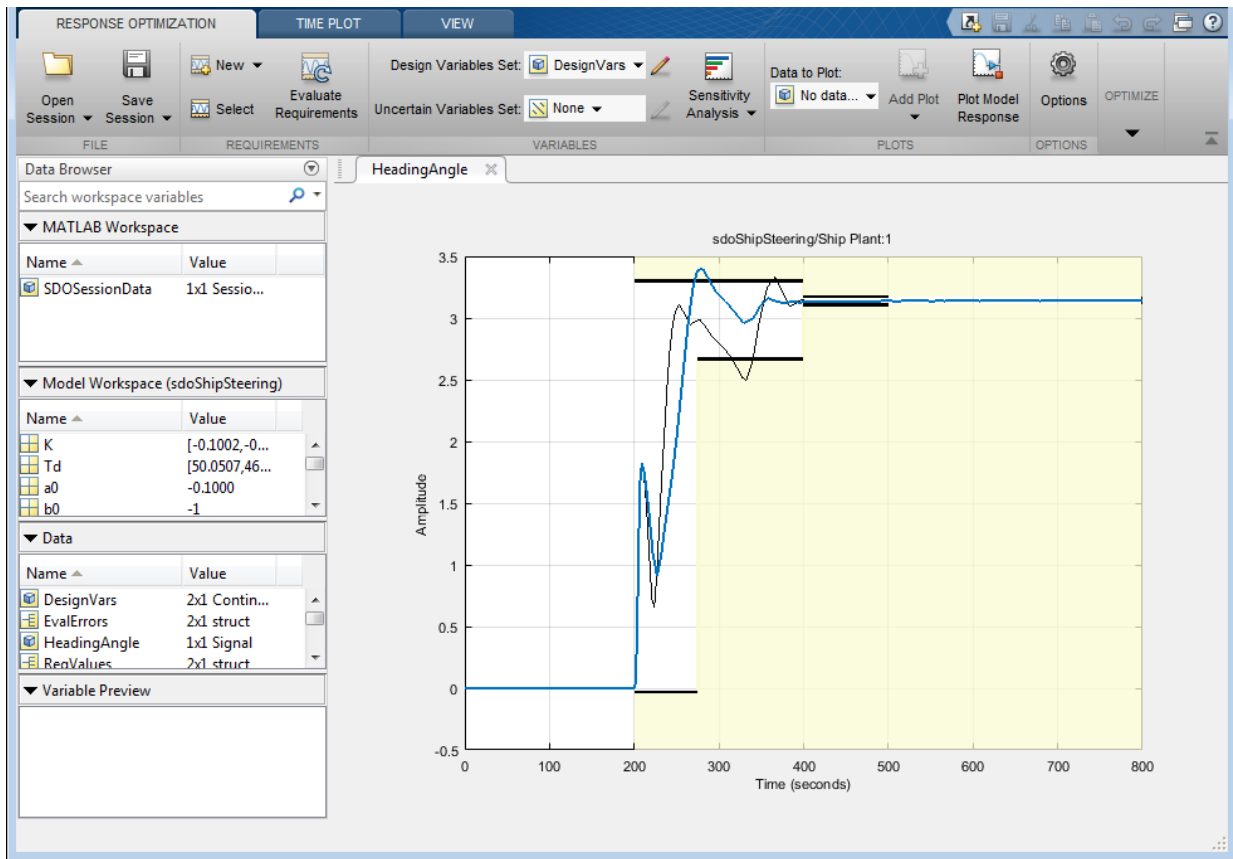 RESPONSE OPTIMIZATION TIME PLOT VIEW
Open Session
Save Session
New
Select
Evaluate Requirements
Design Variables Set: DesignVars
Uncertain Variables Set: None
Sensitivity Analysis
Data to Plot:
No data...
Add Plot
Plot Model Response
Options
OPTIMIZE
FILE REQUIREMENTS VARIABLES PLOTS OPTIONS
Data Browser
Search workspace variables
MATLAB Workspace
Name Value
SDOSessionData 1x1 Sessio...
Model Workspace (sdoShipSteering)
Name Value
K [-0.1002,-0...
Td [50.0507,46...
a0 -0.1000
b0 -1
Data
Name Value
DesignVars 2x1 Contin...
EvalErrors 2x1 struct
HeadingAngle 1x1 Signal
ReqValues 2x1 struct
Variable Preview
HeadingAngle
sdoShipSteering/Ship Plant:1
3.5
3
2.5
2
1.5
1
0.5
0
-0.5
Amplitude
0 100 200 300 400 500 600 700 800
Time (seconds)